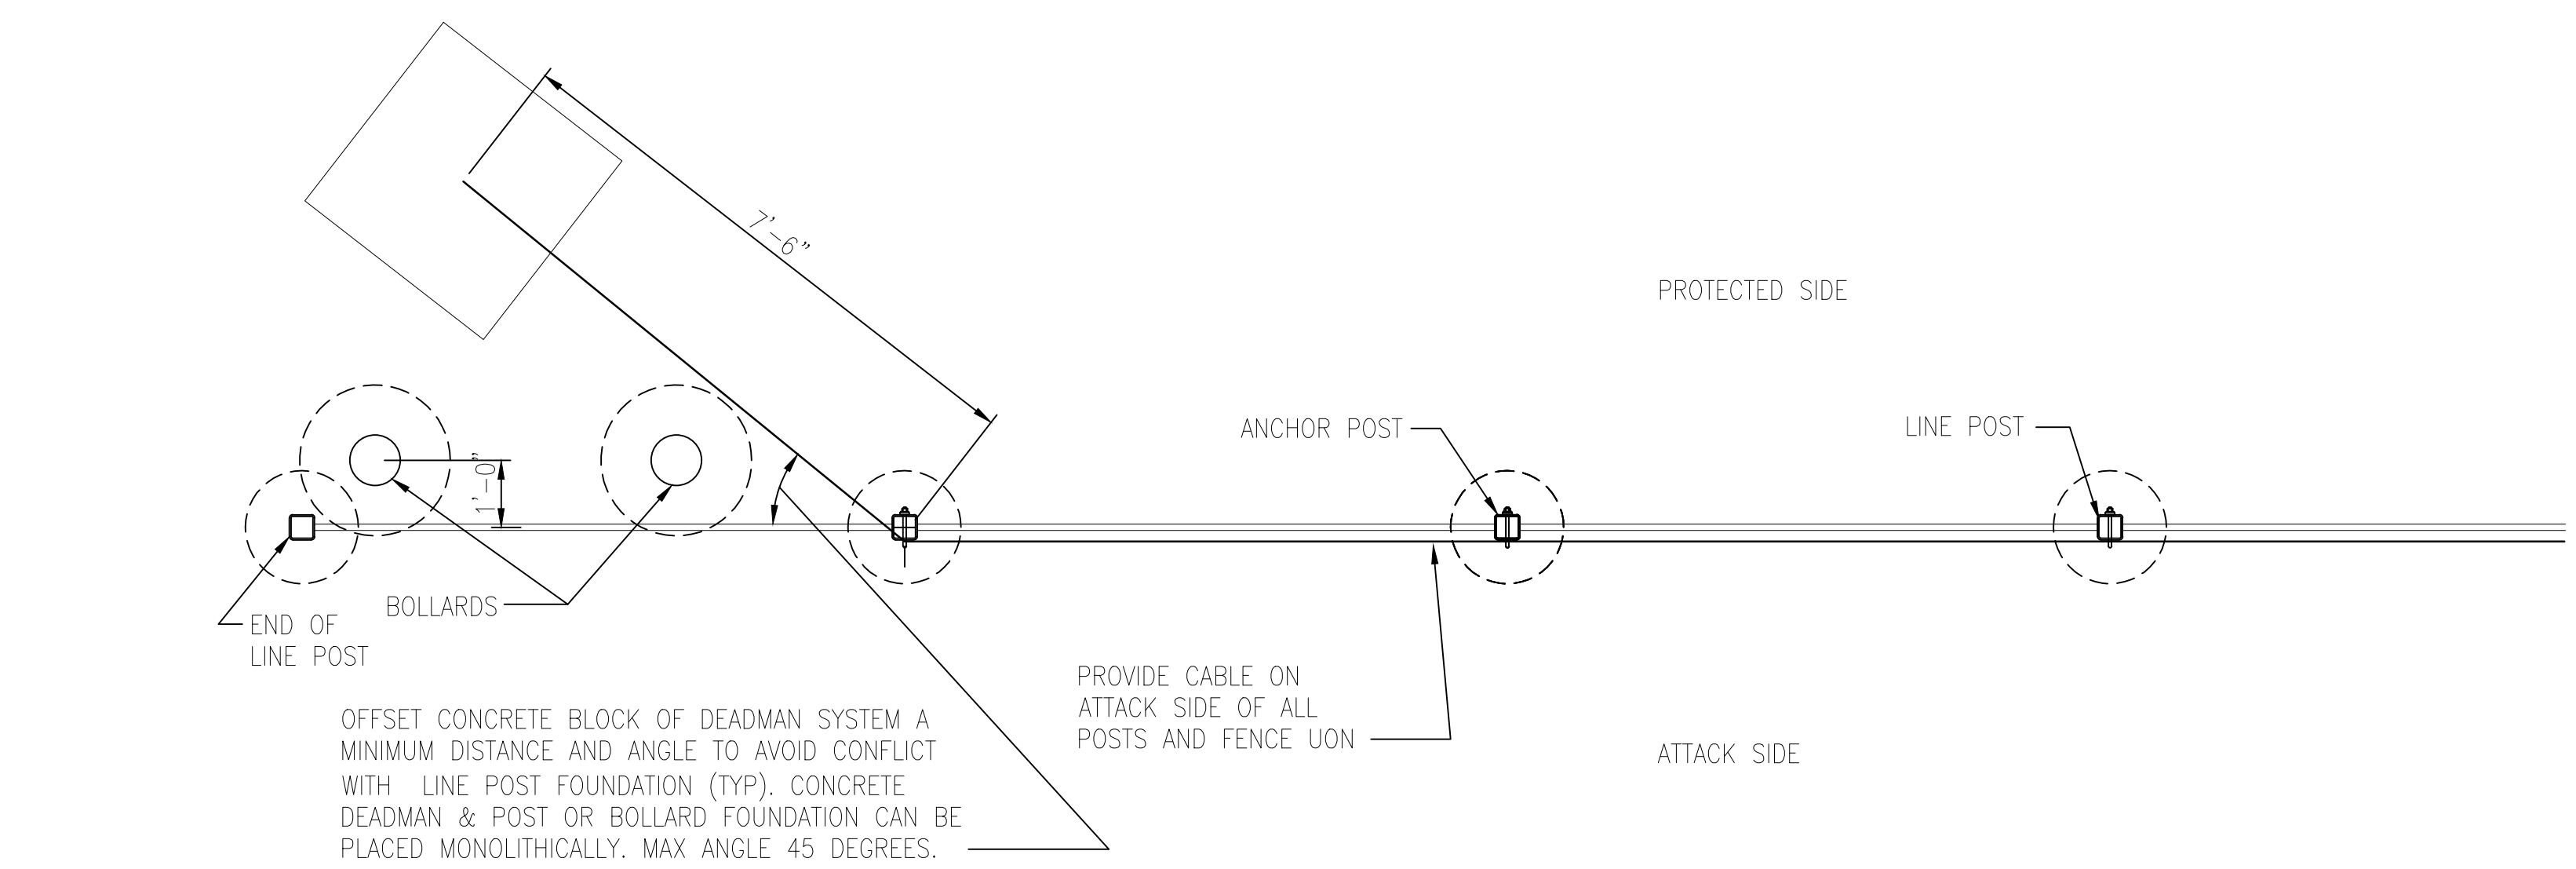 7'-6"
PROTECTED SIDE
ANCHOR POST
LINE POST
1'-0"
BOLLARDS
END OF
LINE POST
PROVIDE CABLE ON
ATTACK SIDE OF ALL
POSTS AND FENCE UON
ATTACK SIDE
OFFSET CONCRETE BLOCK OF DEADMAN SYSTEM A
MINIMUM DISTANCE AND ANGLE TO AVOID CONFLICT
WITH LINE POST FOUNDATION (TYP). CONCRETE
DEADMAN & POST OR BOLLARD FOUNDATION CAN BE
PLACED MONOLITHICALLY. MAX ANGLE 45 DEGREES.